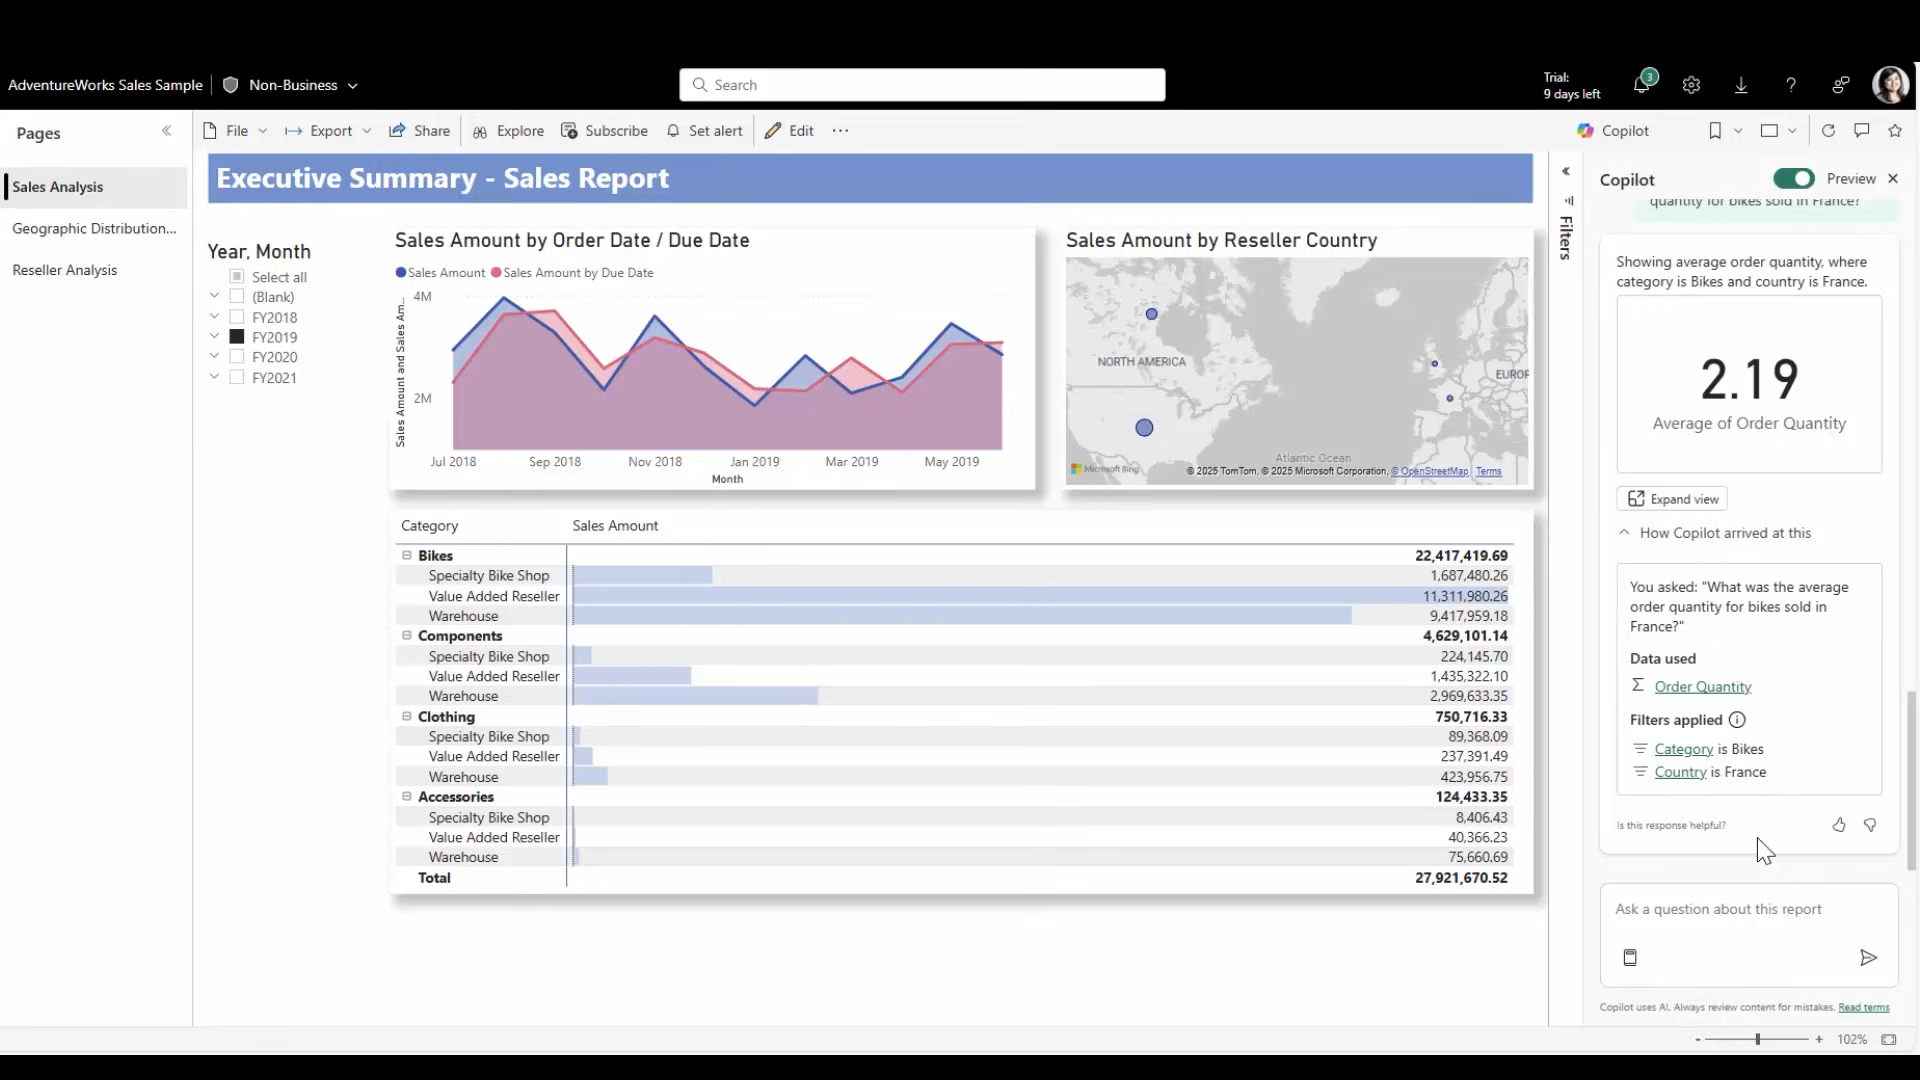 AdventureWorks Sales Sample
Non-Business
Search
Trial:
9 days left
3
Pages
File
Export
Share
Explore
Subscribe
Set alert
Edit
Copilot
Sales Analysis
Geographic Distribution...
Reseller Analysis
Executive Summary - Sales Report
Year, Month
Select all
(Blank)
FY2018
FY2019
FY2020
FY2021
Sales Amount by Order Date / Due Date
Sales Amount
Sales Amount by Due Date
Sales Amount and Sales Am...
4M
2M
Jul 2018
Sep 2018
Nov 2018
Jan 2019
Mar 2019
May 2019
Month
Sales Amount by Reseller Country
NORTH AMERICA
EUROP
Atlantic Ocean
Microsoft Bing
© 2025 TomTom, © 2025 Microsoft Corporation, © OpenStreetMap Terms
Category Sales Amount
Bikes 22,417,419.69
Specialty Bike Shop 1,687,480.26
Value Added Reseller 11,311,980.26
Warehouse 9,417,959.18
Components 4,629,101.14
Specialty Bike Shop 224,145.70
Value Added Reseller 1,435,322.10
Warehouse 2,969,633.35
Clothing 750,716.33
Specialty Bike Shop 89,368.09
Value Added Reseller 237,391.49
Warehouse 423,956.75
Accessories 124,433.35
Specialty Bike Shop 8,406.43
Value Added Reseller 40,366.23
Warehouse 75,660.69
Total 27,921,670.52
Filters
Copilot
Preview
quantity for bikes sold in France?
Showing average order quantity, where
category is Bikes and country is France.
2.19
Average of Order Quantity
Expand view
How Copilot arrived at this
You asked: "What was the average
order quantity for bikes sold in
France?"
Data used
Order Quantity
Filters applied
Category is Bikes
Country is France
Is this response helpful?
Ask a question about this report
Copilot uses AI. Always review content for mistakes. Read terms
- + 102%